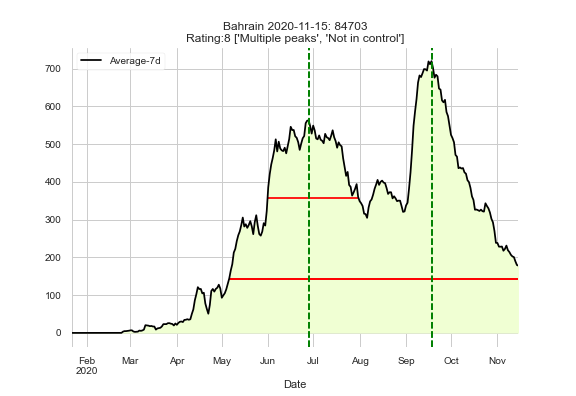 Bahrain 2020-11-15: 84703
Rating:8 ['Multiple peaks', 'Not in control']
Average-7d
700
600
500
400
300
200
100
0
Feb Mar Apr May Jun Jul Aug Sep Oct Nov
2020
Date